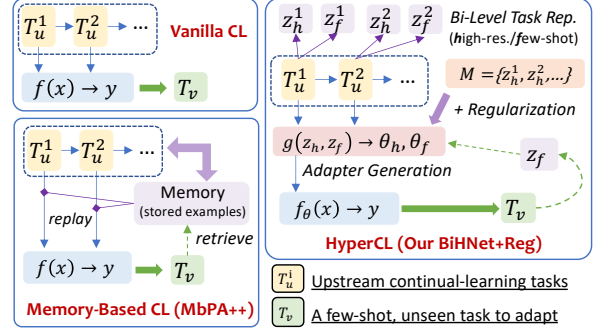 Vanilla CL
T_u^1 T_u^2 ...
f(x) → y
T_v
T_u^1 T_u^2 ...
Memory
(stored examples)
replay
retrieve
f(x) → y
T_v
Memory-Based CL (MbPA++)
z_h^1 z_f^1 z_h^2 z_f^2
Bi-Level Task Rep.
(high-res./few-shot)
T_u^1 T_u^2 ...
M = {z_h^1, z_h^2, ...}
+ Regularization
g(z_h, z_f) → θ_h, θ_f
Adapter Generation
z_f
f_θ(x) → y
T_v
HyperCL (Our BiHNet+Reg)
T_u^i Upstream continual-learning tasks
T_v A few-shot, unseen task to adapt